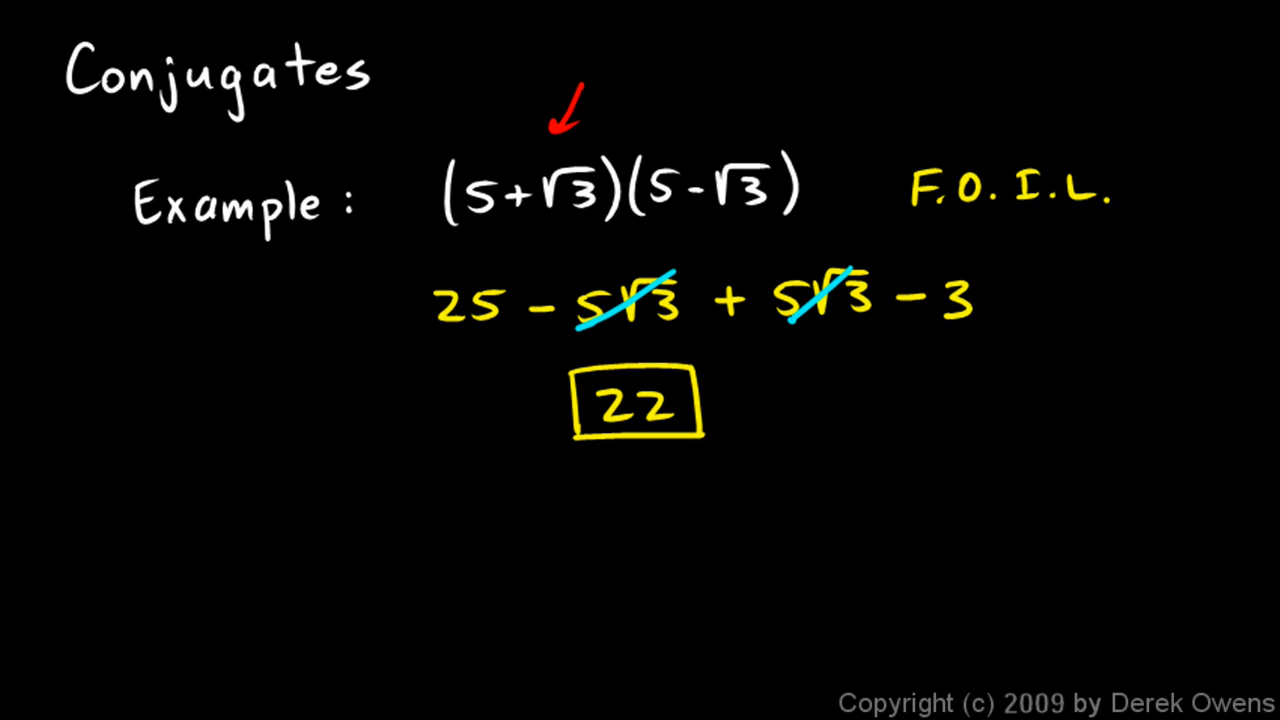 Conjugates
Example: (5+√3)(5-√3) F.O.I.L.
25 - 5√3 + 5√3 - 3
22
Copyright (c) 2009 by Derek Owens